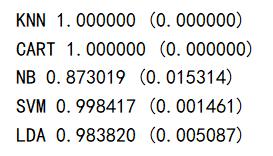 KNN 1.000000 (0.000000)
CART 1.000000 (0.000000)
NB 0.873019 (0.015314)
SVM 0.998417 (0.001461)
LDA 0.983820 (0.005087)